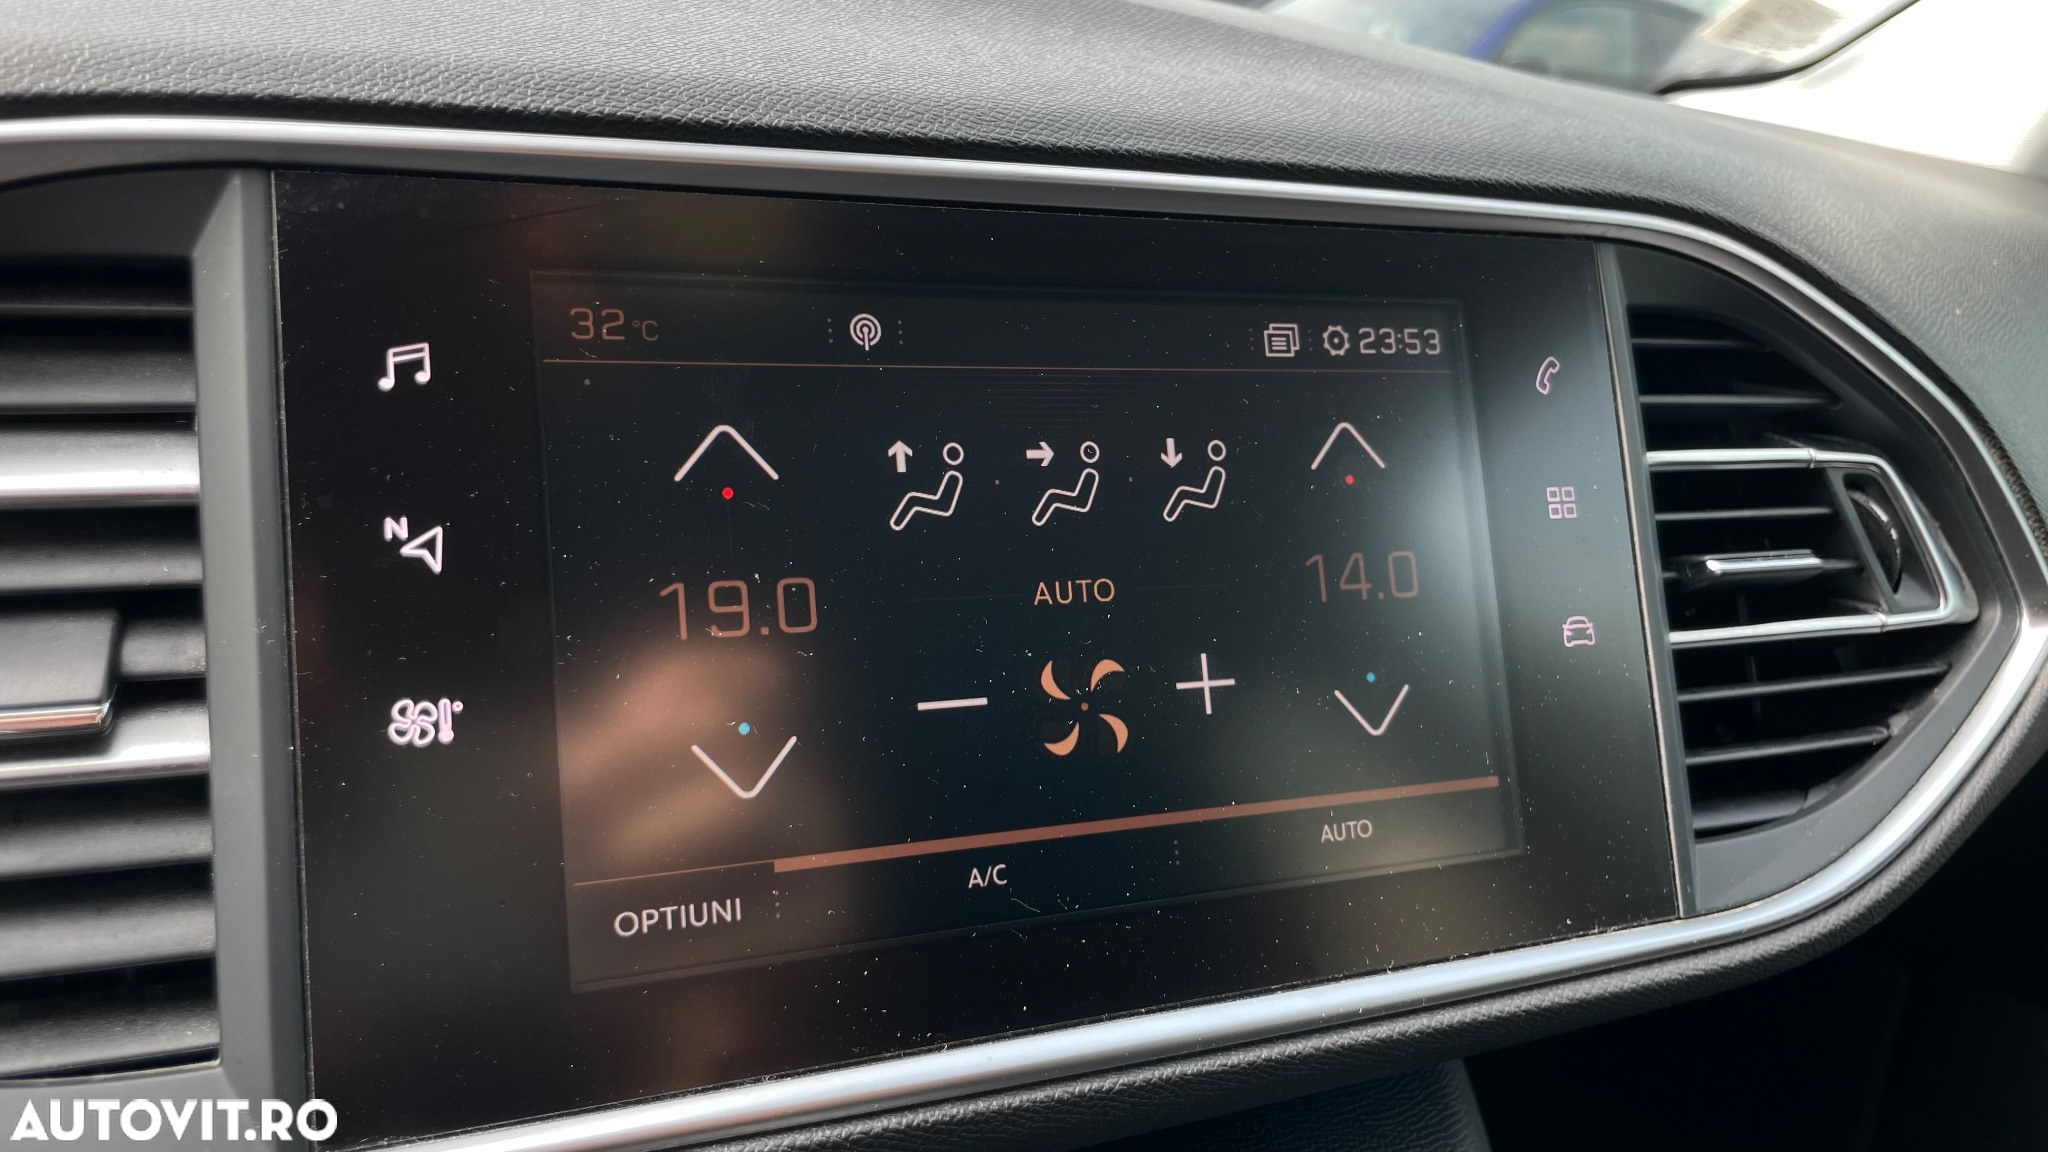 32 °C
23:53
N
19.0
AUTO
14.0
A/C
AUTO
OPTIUNI
AUTOVIT.RO